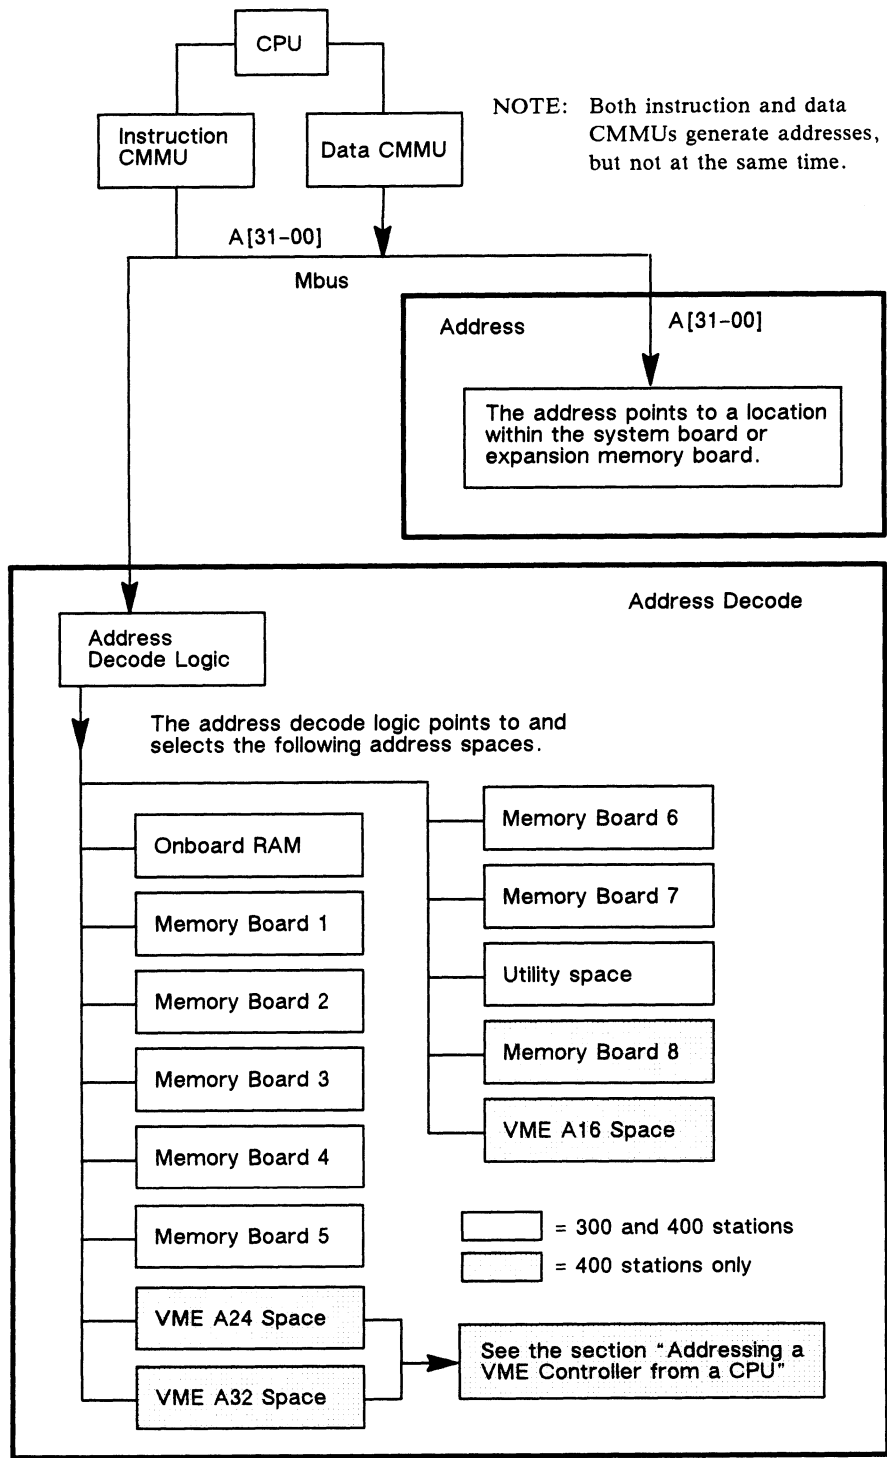 CPU
NOTE: Both instruction and data
CMMUs generate addresses,
but not at the same time.
Instruction
CMMU
Data CMMU
A[31-00]
Mbus
Address
A[31-00]
The address points to a location
within the system board or
expansion memory board.
Address Decode
Address
Decode Logic
The address decode logic points to and
selects the following address spaces.
Onboard RAM
Memory Board 1
Memory Board 2
Memory Board 3
Memory Board 4
Memory Board 5
VME A24 Space
VME A32 Space
Memory Board 6
Memory Board 7
Utility space
Memory Board 8
VME A16 Space
= 300 and 400 stations
= 400 stations only
See the section "Addressing a
VME Controller from a CPU"